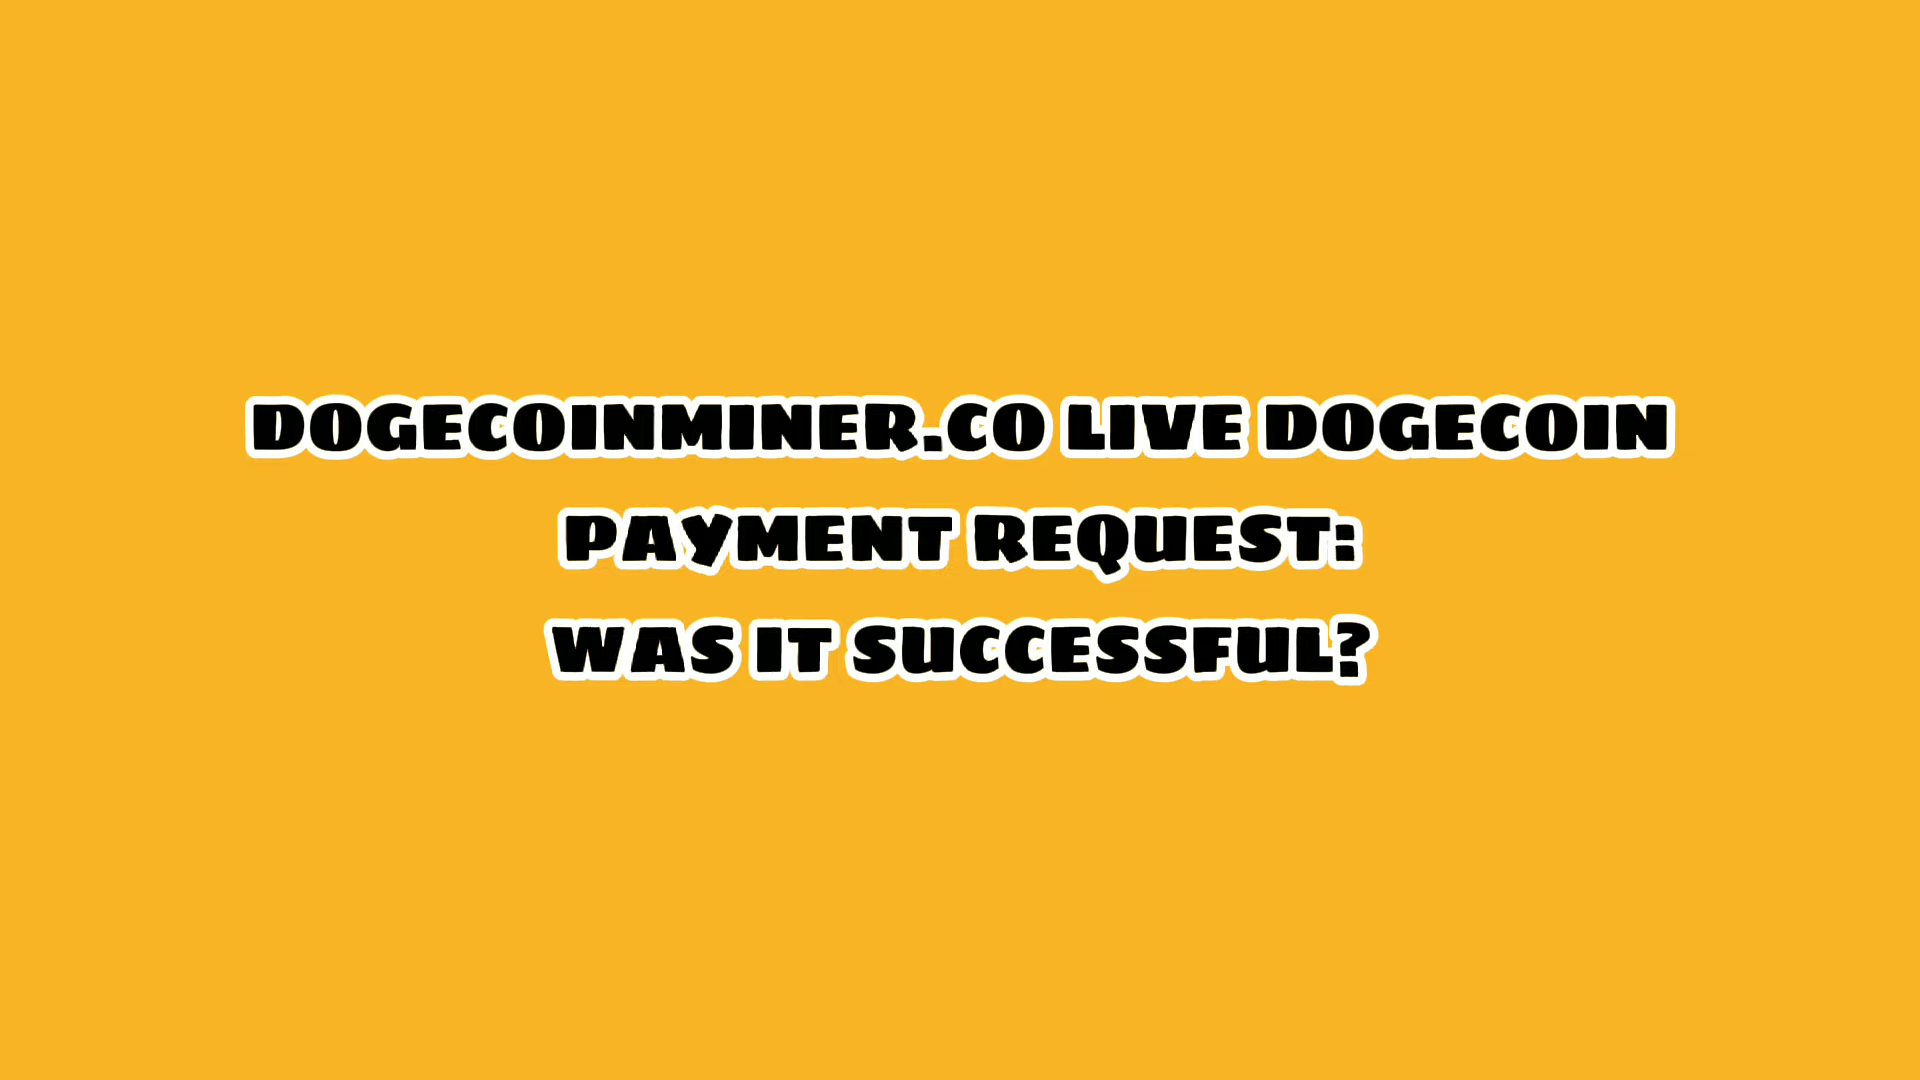 DOGECOINMINER.CO LIVE DOGECOIN
PAYMENT REQUEST:
WAS IT SUCCESSFUL?